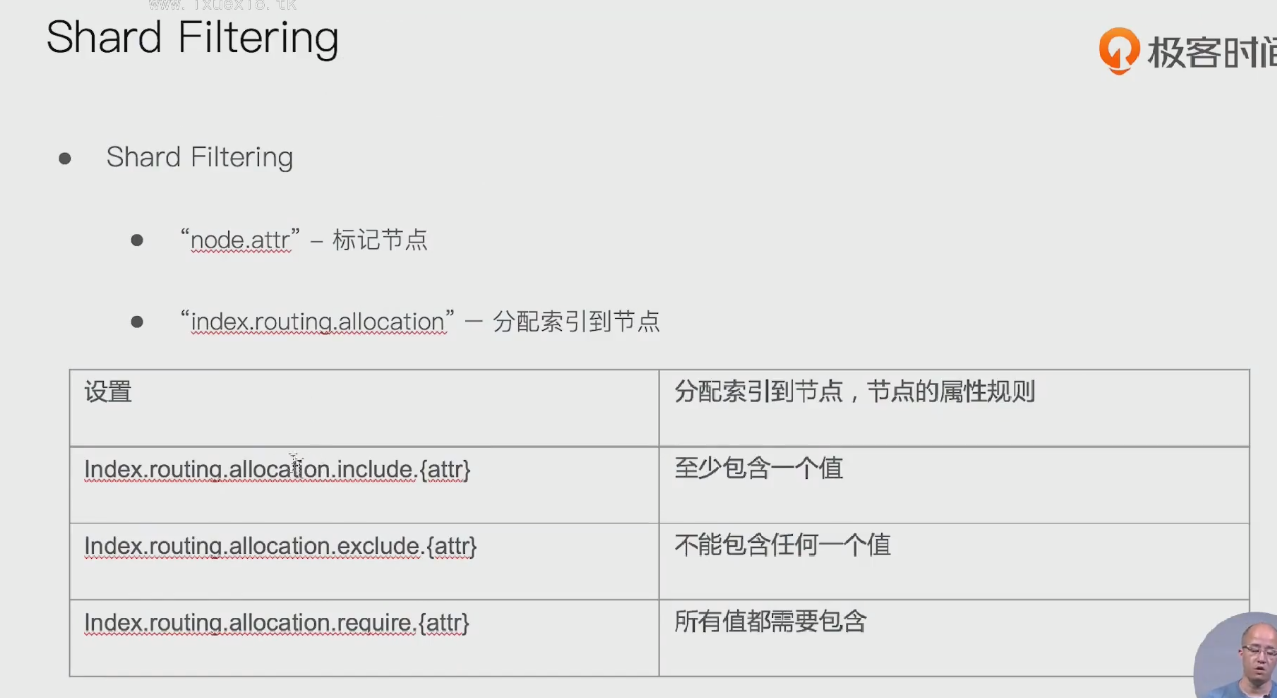 www.1xuex16.tk
Shard Filtering
极客时间
Shard Filtering
“node.attr” – 标记节点
“index.routing.allocation” — 分配索引到节点
设置
分配索引到节点，节点的属性规则
Index.routing.allocation.include.{attr}
至少包含一个值
Index.routing.allocation.exclude.{attr}
不能包含任何一个值
Index.routing.allocation.require.{attr}
所有值都需要包含